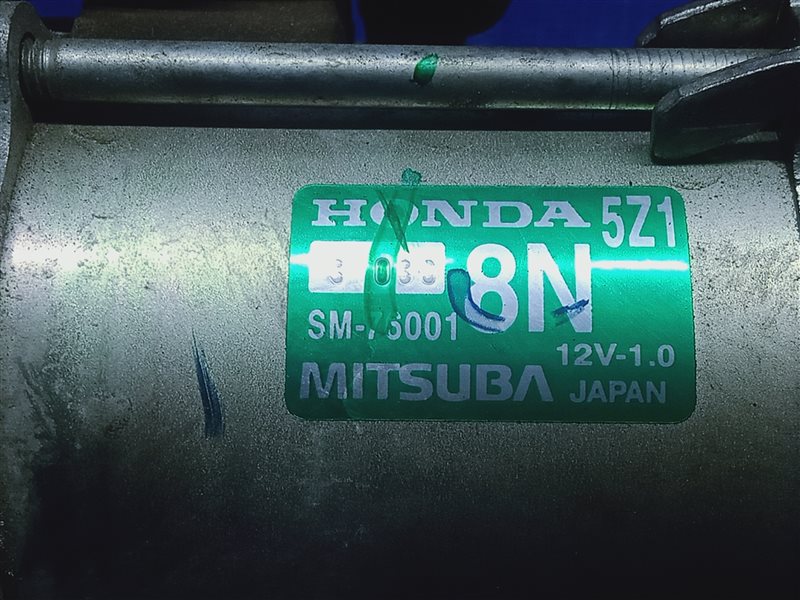 HONDA 5Z1
8N
SM-76001
12V-1.0
MITSUBA JAPAN